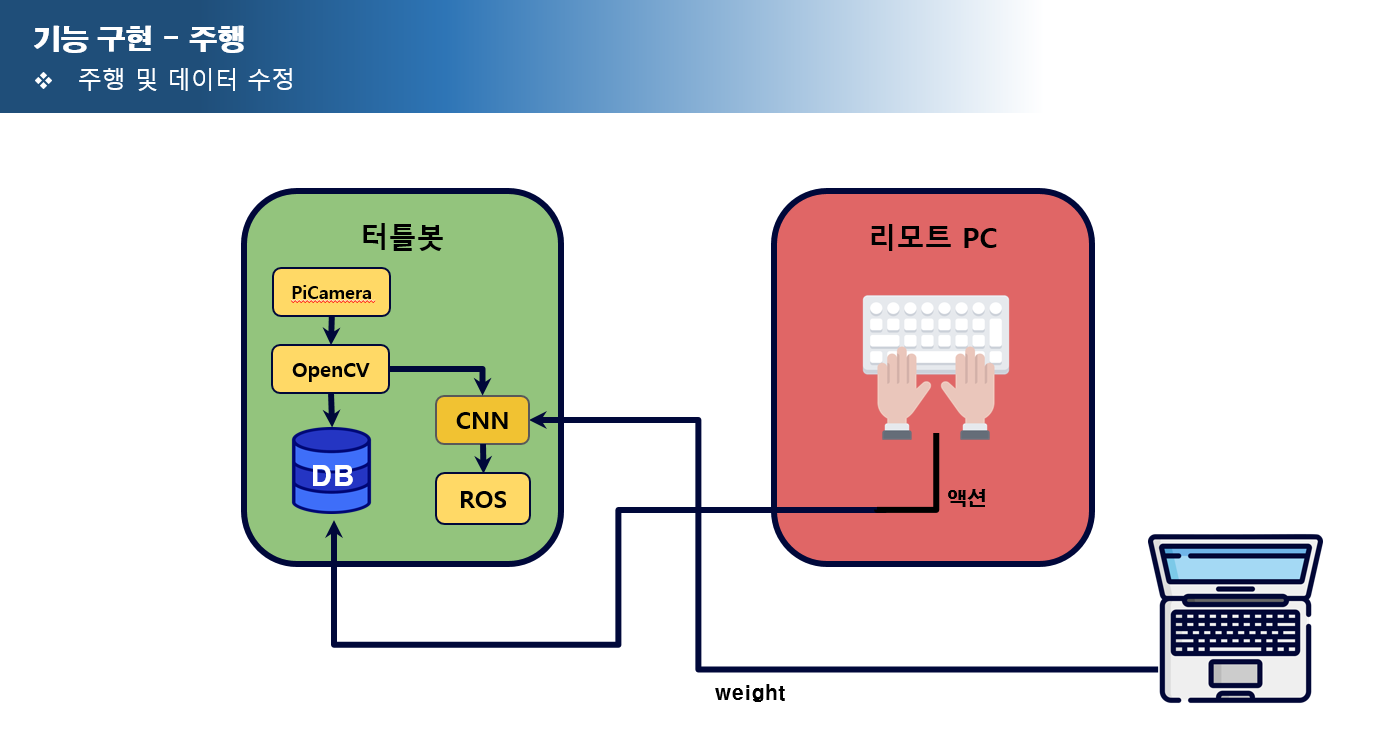 기능 구현 - 주행
❖ 주행 및 데이터 수정
터틀봇
리모트 PC
PiCamera
OpenCV
CNN
DB
ROS
액션
weight